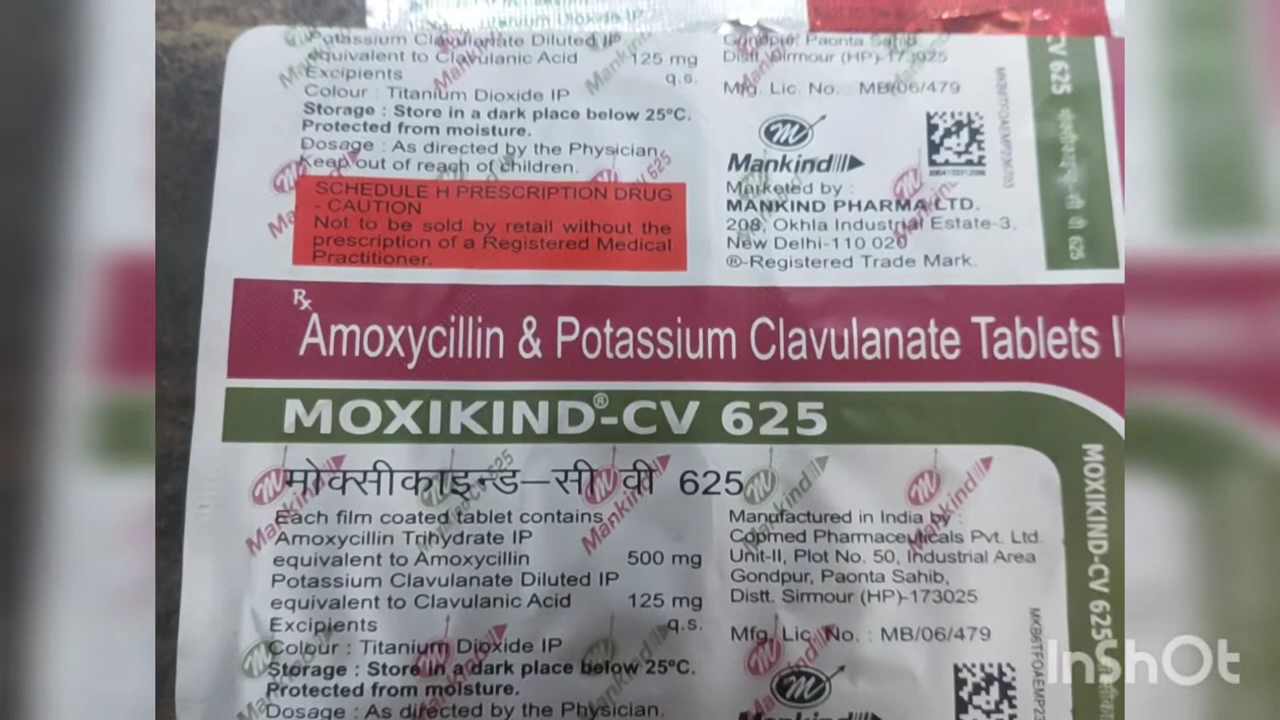 Titanium Dioxide IP
Potassium Clavulanate Diluted IP
equivalent to Clavulanic Acid 125 mg
Excipients q.s.
Colour : Titanium Dioxide IP
Storage : Store in a dark place below 25°C.
Protected from moisture.
Dosage : As directed by the Physician.
Keep out of reach of children.
SCHEDULE H PRESCRIPTION DRUG
- CAUTION
Not to be sold by retail without the
prescription of a Registered Medical
Practitioner.
Gondpur, Paonta Sahib,
Distt. Sirmour (HP)-173025
Mfg. Lic. No. : MB/06/479
Mankind
Marketed by :
MANKIND PHARMA LTD.
208, Okhla Industrial Estate-3,
New Delhi-110 020
®-Registered Trade Mark.
CV 625
Rx
Amoxycillin & Potassium Clavulanate Tablets
MOXIKIND®-CV 625
मोक्सीकाइन्ड–सी वी 625
Each film coated tablet contains
Amoxycillin Trihydrate IP
equivalent to Amoxycillin 500 mg
Potassium Clavulanate Diluted IP
equivalent to Clavulanic Acid 125 mg
Excipients q.s.
Colour : Titanium Dioxide IP
Storage : Store in a dark place below 25°C.
Protected from moisture.
Dosage : As directed by the Physician.
Manufactured in India by :
Copmed Pharmaceuticals Pvt. Ltd.
Unit-II, Plot No. 50, Industrial Area
Gondpur, Paonta Sahib,
Distt. Sirmour (HP)-173025
Mfg. Lic. No. : MB/06/479
Mankind
MOXIKIND-CV 625
InShOt